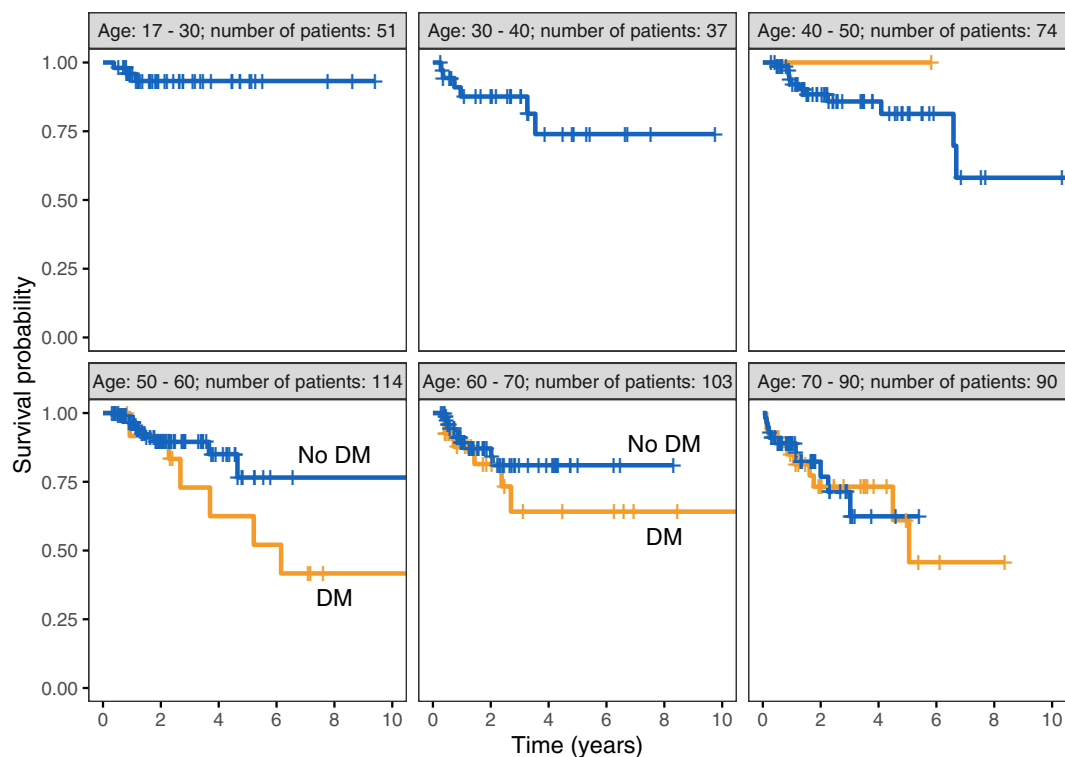 Age: 17 - 30; number of patients: 51
Age: 30 - 40; number of patients: 37
Age: 40 - 50; number of patients: 74
1.00
0.75
0.50
0.25
0.00
Survival probability
Age: 50 - 60; number of patients: 114
Age: 60 - 70; number of patients: 103
Age: 70 - 90; number of patients: 90
1.00
0.75
0.50
0.25
0.00
No DM
DM
No DM
DM
0 2 4 6 8 10
0 2 4 6 8 10
0 2 4 6 8 10
Time (years)